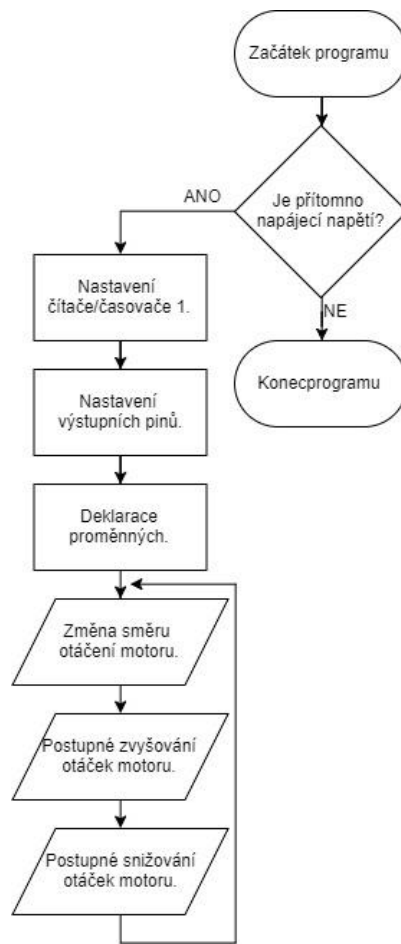 Začátek programu
Je přítomno
napájecí napětí?
ANO
NE
Konecprogramu
Nastavení
čítače/časovače 1.
Nastavení
výstupních pinů.
Deklarace
proměnných.
Změna směru
otáčení motoru.
Postupné zvyšování
otáček motoru.
Postupné snižování
otáček motoru.